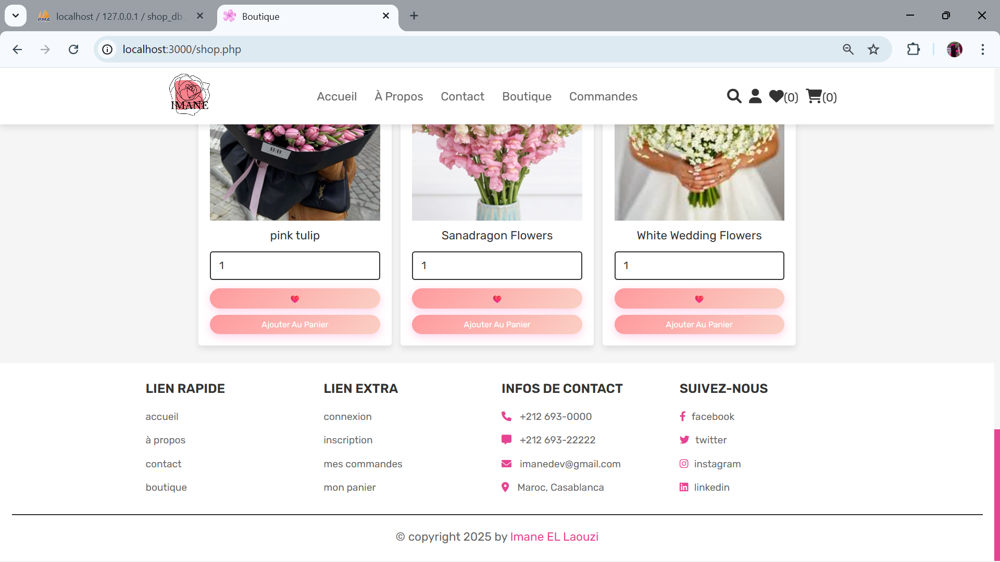 localhost / 127.0.0.1 / shop_db
Boutique
localhost:3000/shop.php
IMANE
Accueil
À Propos
Contact
Boutique
Commandes
(0)
(0)
B|B
pink tulip
Sanadragon Flowers
White Wedding Flowers
1
1
1
Ajouter Au Panier
Ajouter Au Panier
Ajouter Au Panier
LIEN RAPIDE
accueil
à propos
contact
boutique
LIEN EXTRA
connexion
inscription
mes commandes
mon panier
INFOS DE CONTACT
+212 693-0000
+212 693-22222
imanedev@gmail.com
Maroc, Casablanca
SUIVEZ-NOUS
facebook
twitter
instagram
linkedin
© copyright 2025 by Imane EL Laouzi